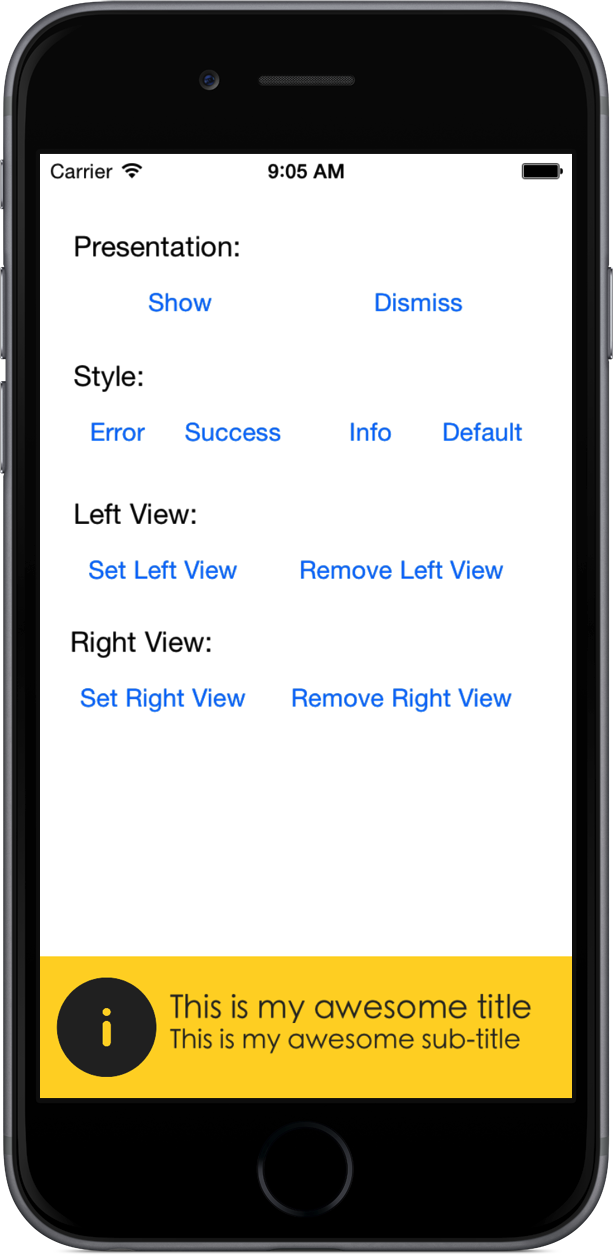 Carrier 9:05 AM
Presentation:
Show Dismiss
Style:
Error Success Info Default
Left View:
Set Left View Remove Left View
Right View:
Set Right View Remove Right View
This is my awesome title
This is my awesome sub-title